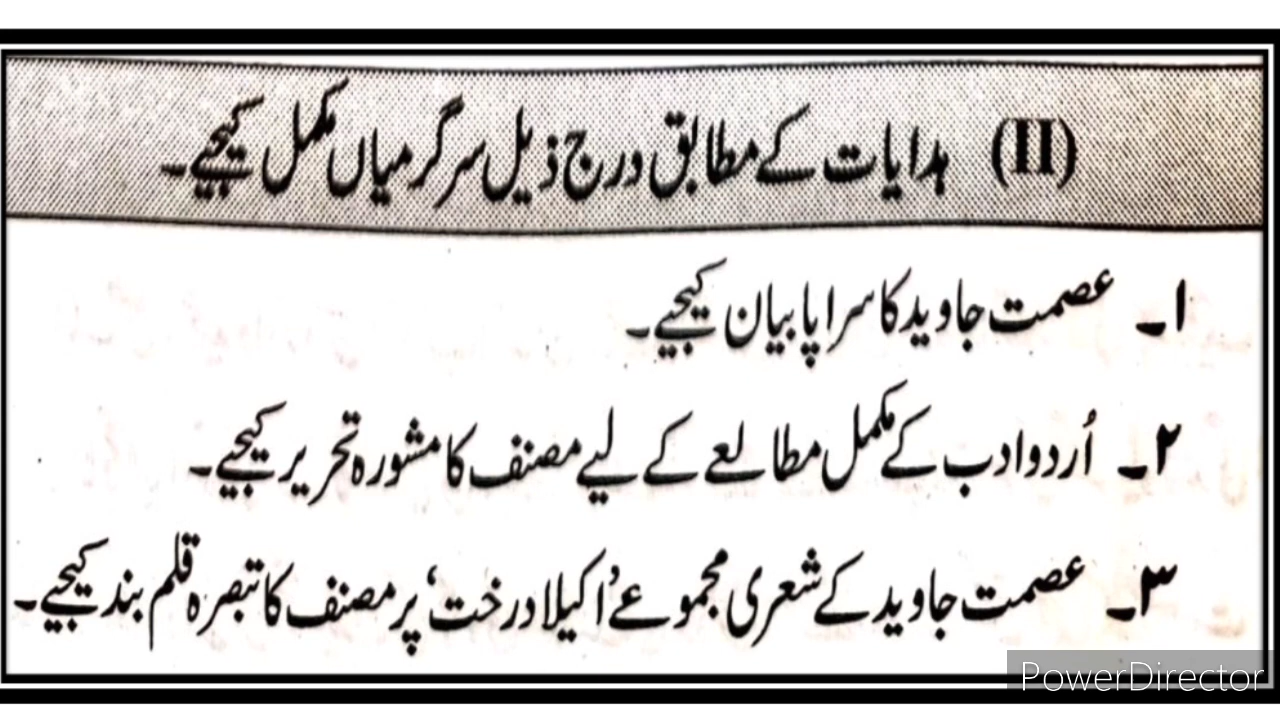 (II) ہدایات کے مطابق درج ذیل سرگرمیاں مکمل کیجیے۔
۱۔ عصمت جاوید کا سراپا بیان کیجیے۔
۲۔ اُردو ادب کے مکمل مطالعے کے لیے مصنف کا مشورہ تحریر کیجیے۔
۳۔ عصمت جاوید کے شعری مجموعے ’اکیلا درخت‘ پر مصنف کا تبصرہ قلم بند کیجیے۔
PowerDirector